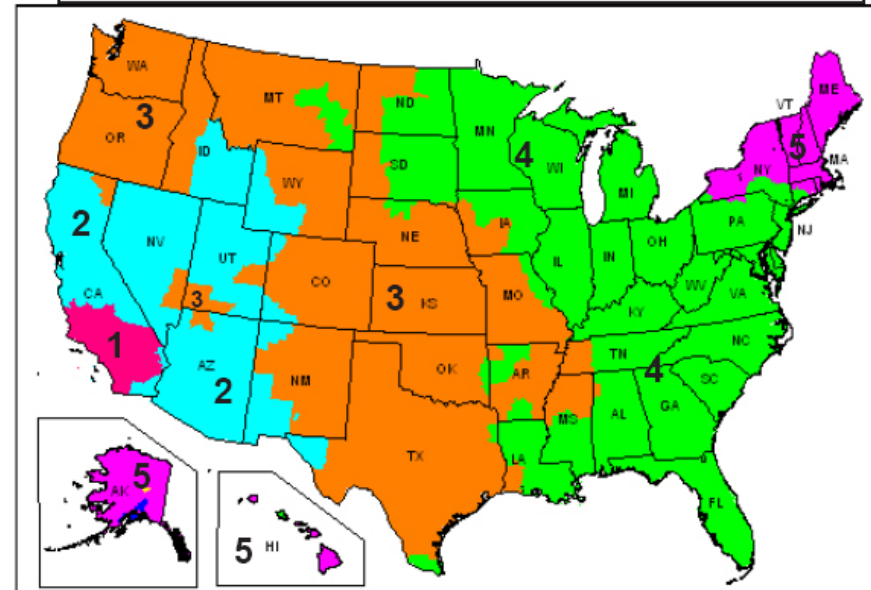 WA
MT
ND
ME
VT
OR
3
ID
WY
SD
MN
4
WI
MI
NY
5
MA
2
NV
UT
NE
IA
IL
IN
OH
PA
NJ
CA
3
CO
3
KS
MO
WV
VA
KY
1
AZ
2
NM
OK
AR
TN
4
NC
SC
MS
AL
GA
TX
LA
FL
AK
5
5
HI